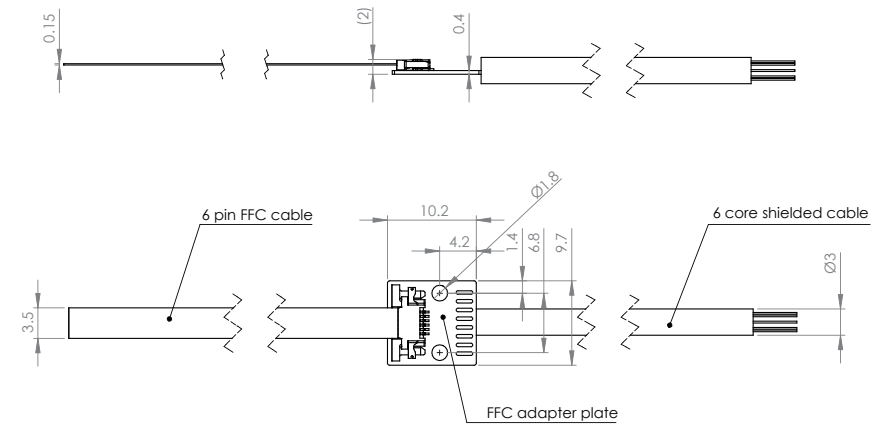 0.15
(2)
0.4
Ø1.8
6 pin FFC cable
10.2
6 core shielded cable
4.2
1.4
6.8
9.7
Ø3
3.5
FFC adapter plate